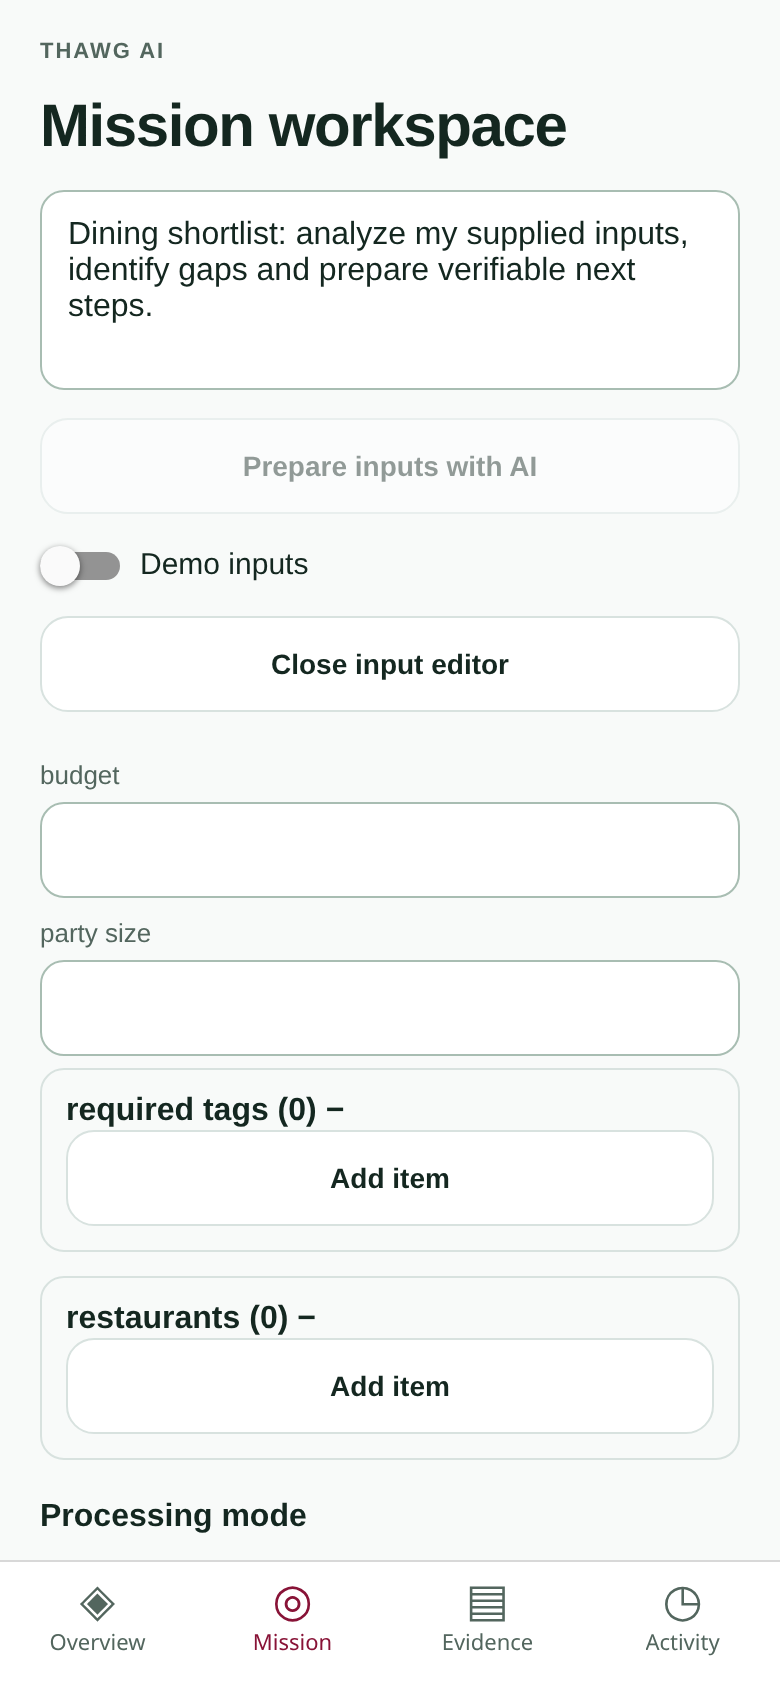 THAWG AI
Mission workspace
Dining shortlist: analyze my supplied inputs,
identify gaps and prepare verifiable next
steps.
Prepare inputs with AI
Demo inputs
Close input editor
budget
party size
required tags (0) −
Add item
restaurants (0) −
Add item
Processing mode
Overview
Mission
Evidence
Activity